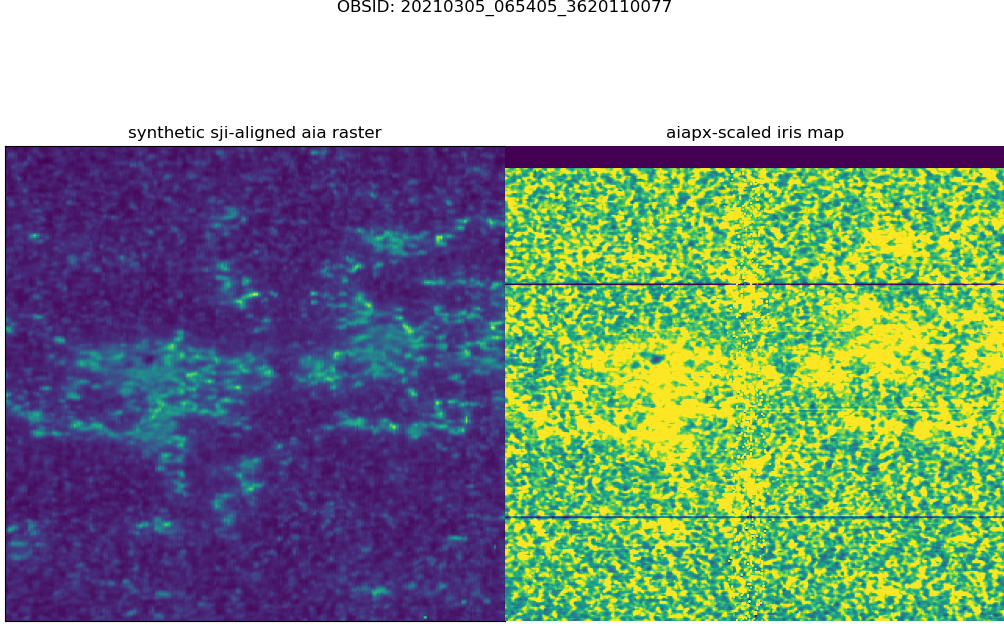 OBSID: 20210305_065405_3620110077
synthetic sji-aligned aia raster
aiapx-scaled iris map